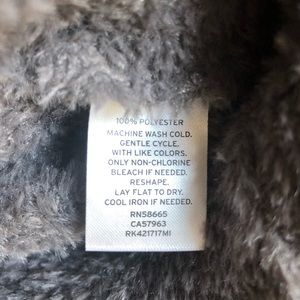 100% POLYESTER
MACHINE WASH COLD.
GENTLE CYCLE.
WITH LIKE COLORS.
ONLY NON-CHLORINE
BLEACH IF NEEDED.
RESHAPE.
LAY FLAT TO DRY.
COOL IRON IF NEEDED.
RN58665
CA57963
RK421717MI